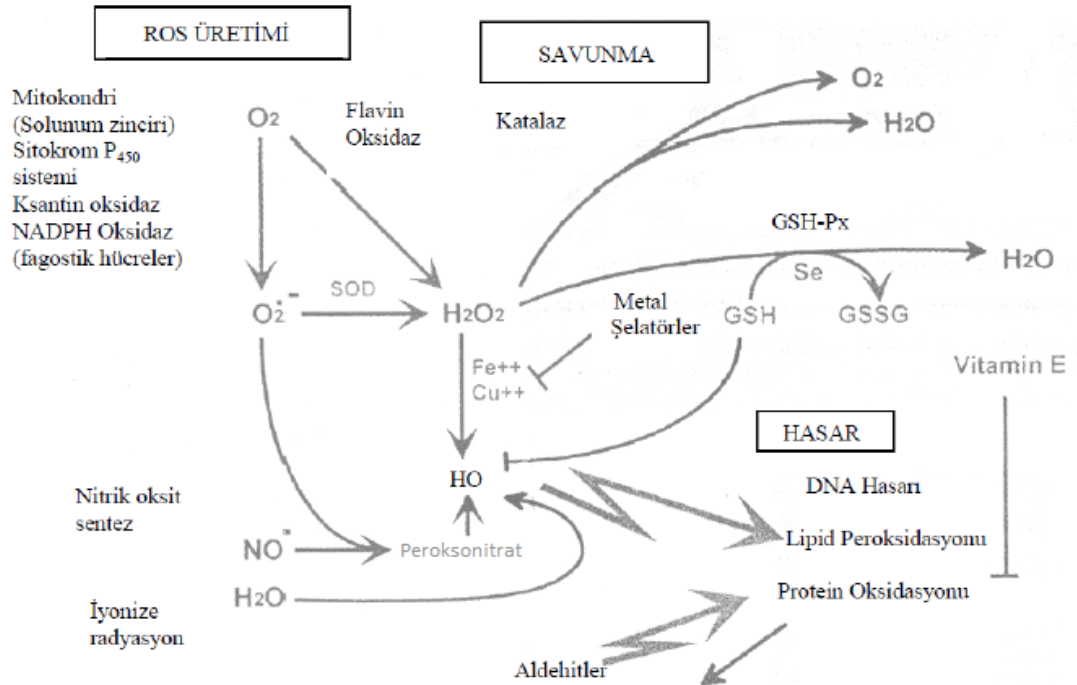 ROS ÜRETİMİ
SAVUNMA
Mitokondri
(Solunum zinciri)
Sitokrom P450
sistemi
Ksantin oksidaz
NADPH Oksidaz
(fagostik hücreler)
O2
Flavin
Oksidaz
Katalaz
O2
H2O
GSH-Px
H2O
Se
O2•-
SOD
H2O2
Metal
Şelatörler
GSH
GSSG
Fe++
Cu++
Vitamin E
HASAR
HO
DNA Hasarı
Nitrik oksit
sentez
Lipid Peroksidasyonu
NO•
Peroksonitrat
Protein Oksidasyonu
H2O
İyonize
radyasyon
Aldehitler